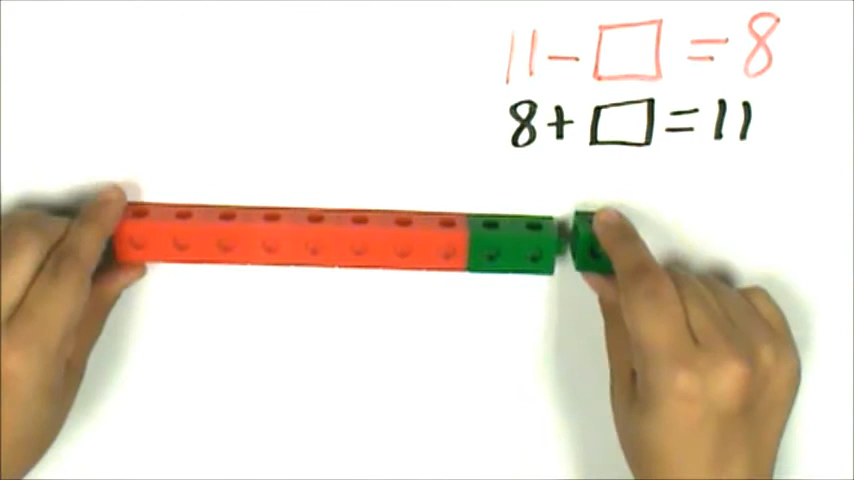 11 - □ = 8
8 + □ = 11